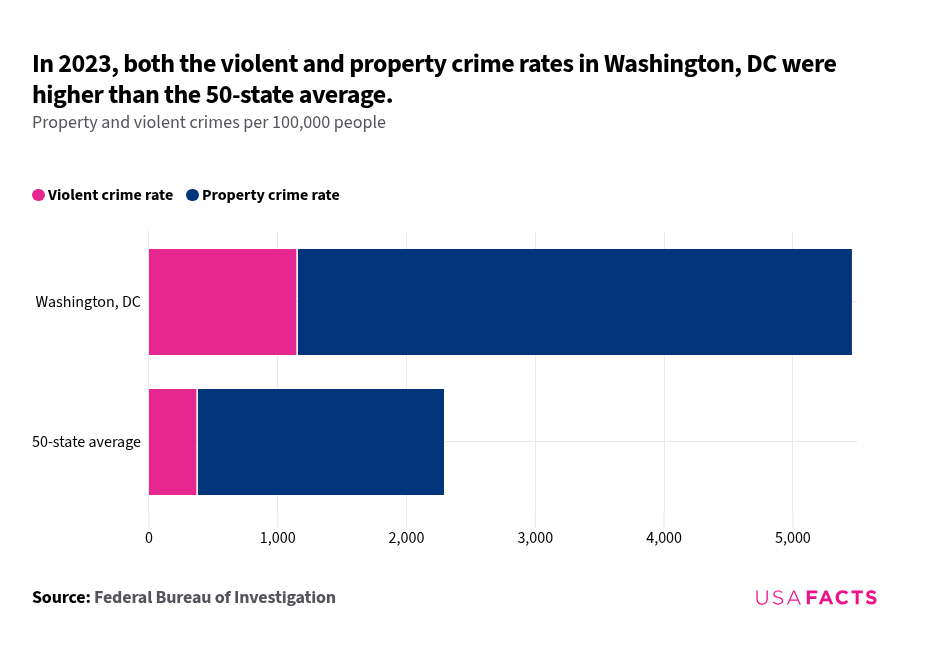 In 2023, both the violent and property crime rates in Washington, DC were
higher than the 50-state average.
Property and violent crimes per 100,000 people
Violent crime rate Property crime rate
Washington, DC
50-state average
0 1,000 2,000 3,000 4,000 5,000
Source: Federal Bureau of Investigation
USAFACTS